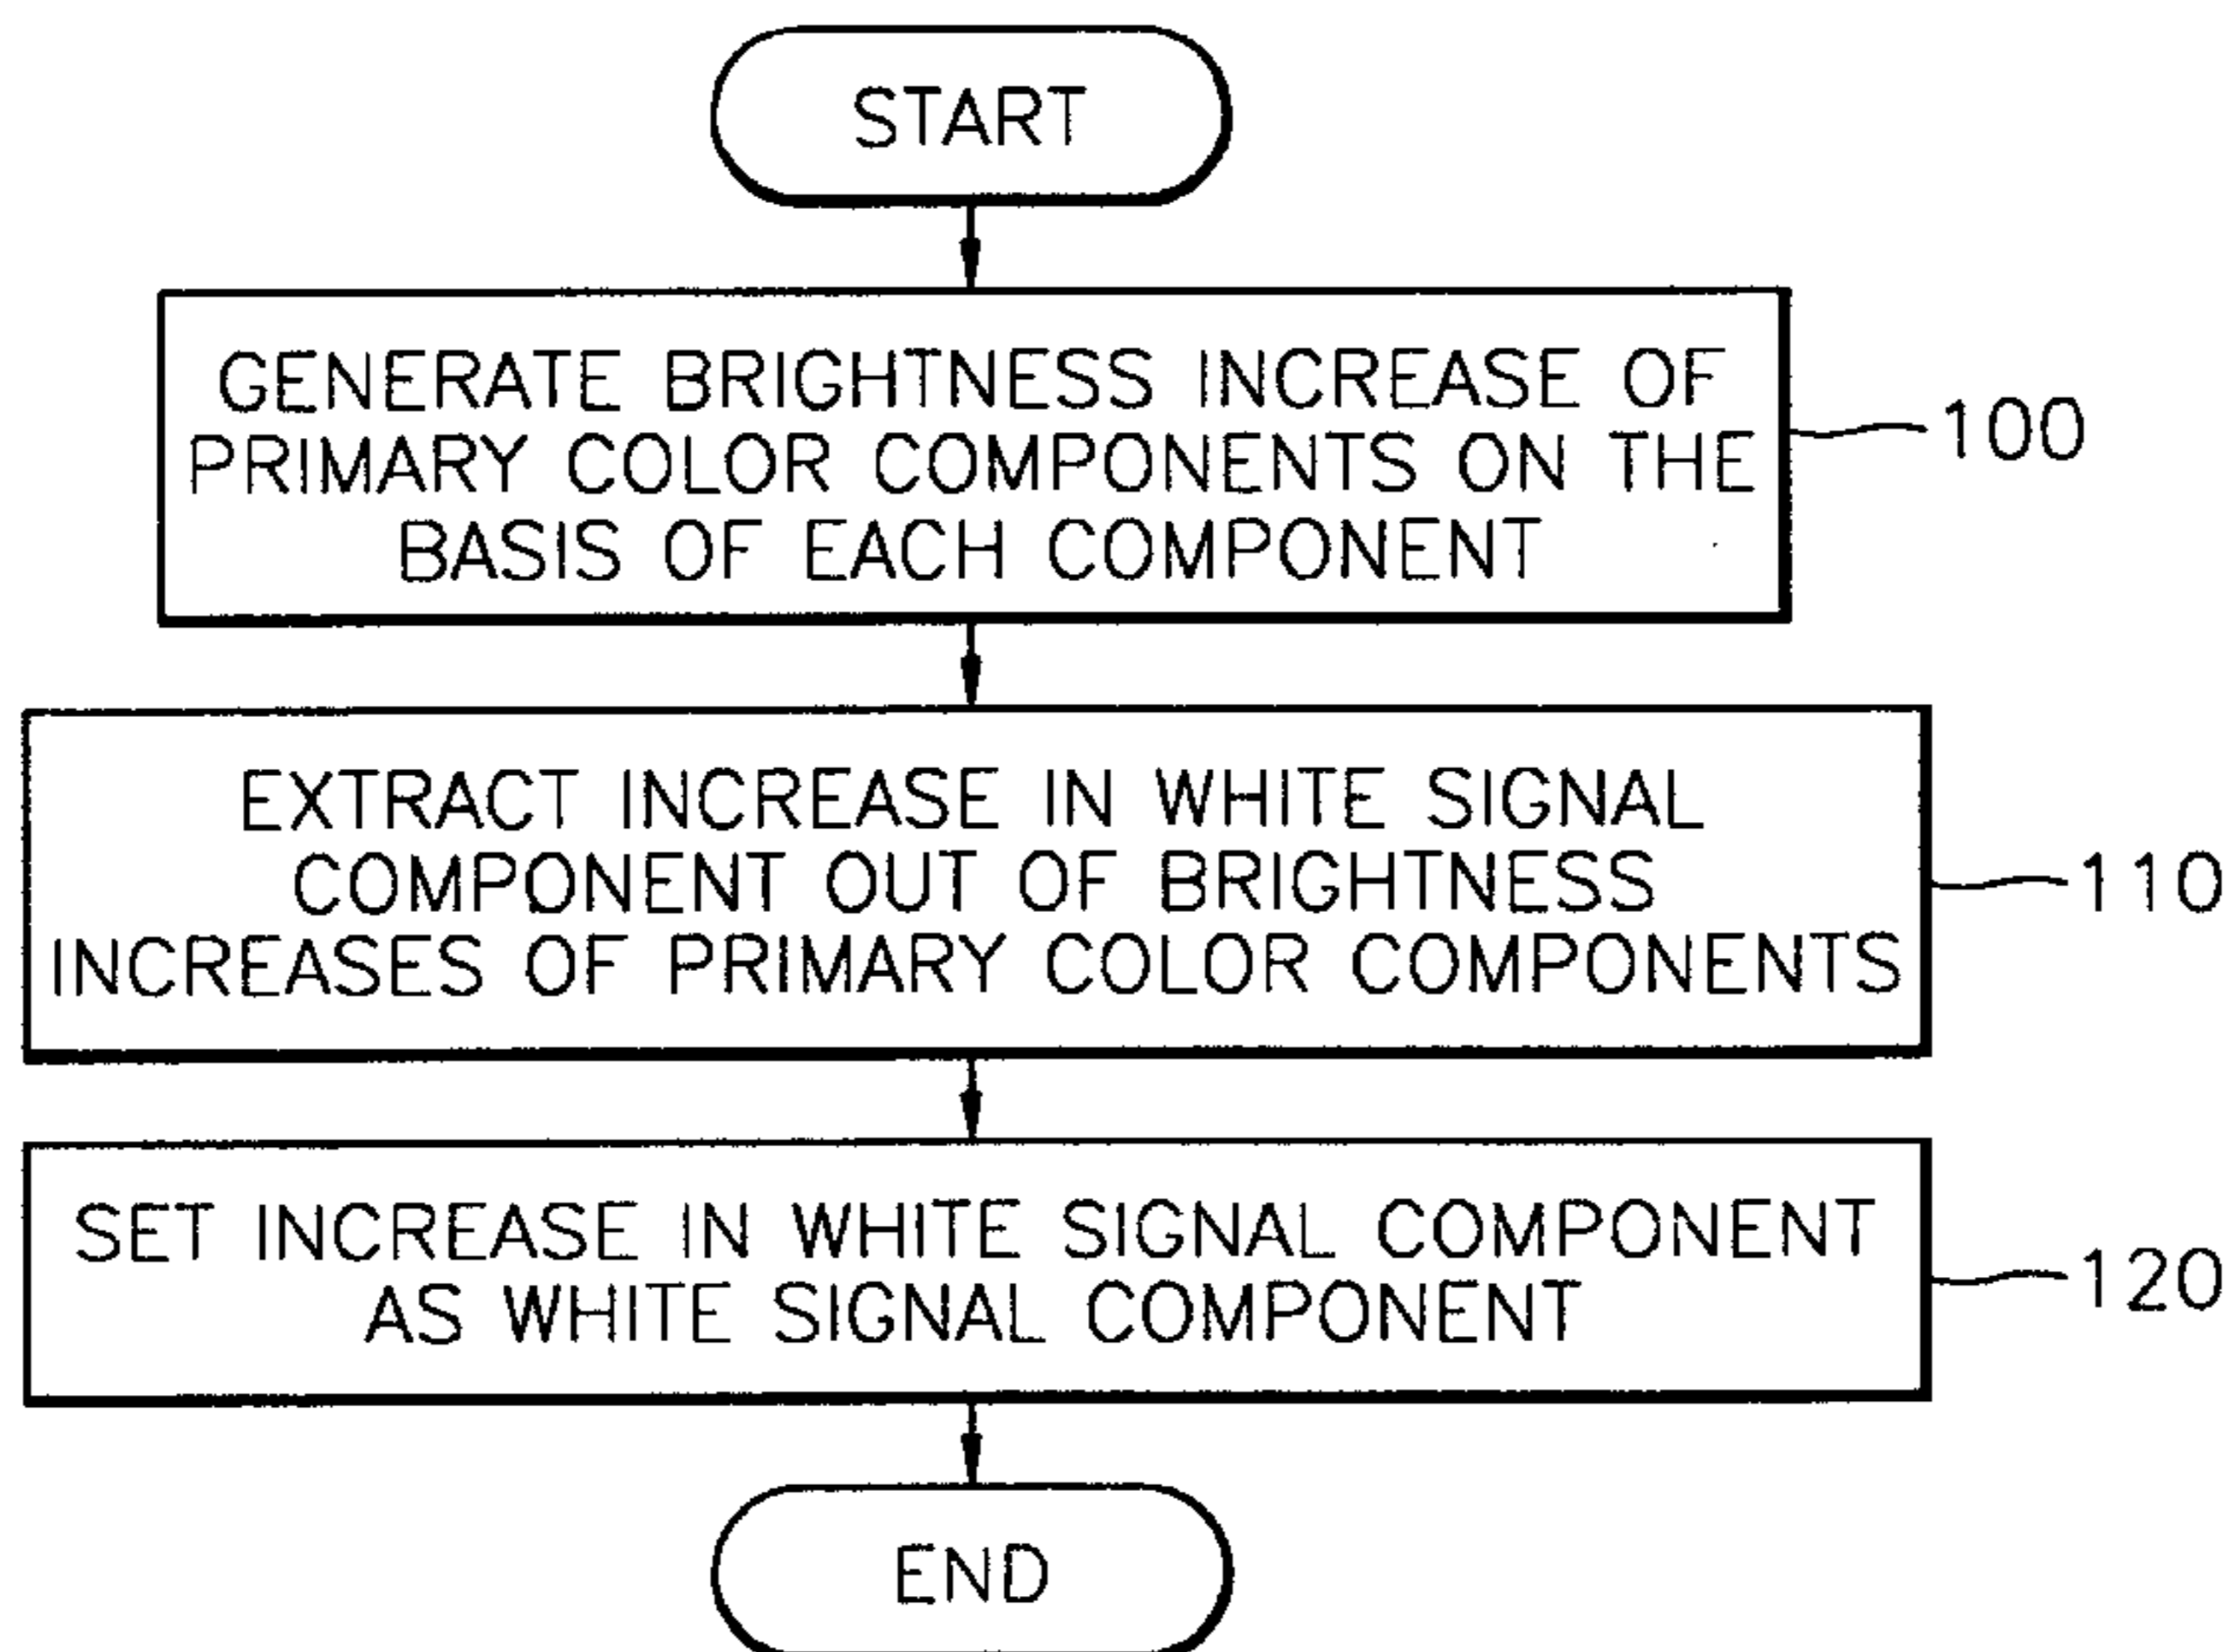 START
GENERATE BRIGHTNESS INCREASE OF
PRIMARY COLOR COMPONENTS ON THE
BASIS OF EACH COMPONENT
100
EXTRACT INCREASE IN WHITE SIGNAL
COMPONENT OUT OF BRIGHTNESS
INCREASES OF PRIMARY COLOR COMPONENTS
110
SET INCREASE IN WHITE SIGNAL COMPONENT
AS WHITE SIGNAL COMPONENT
120
END